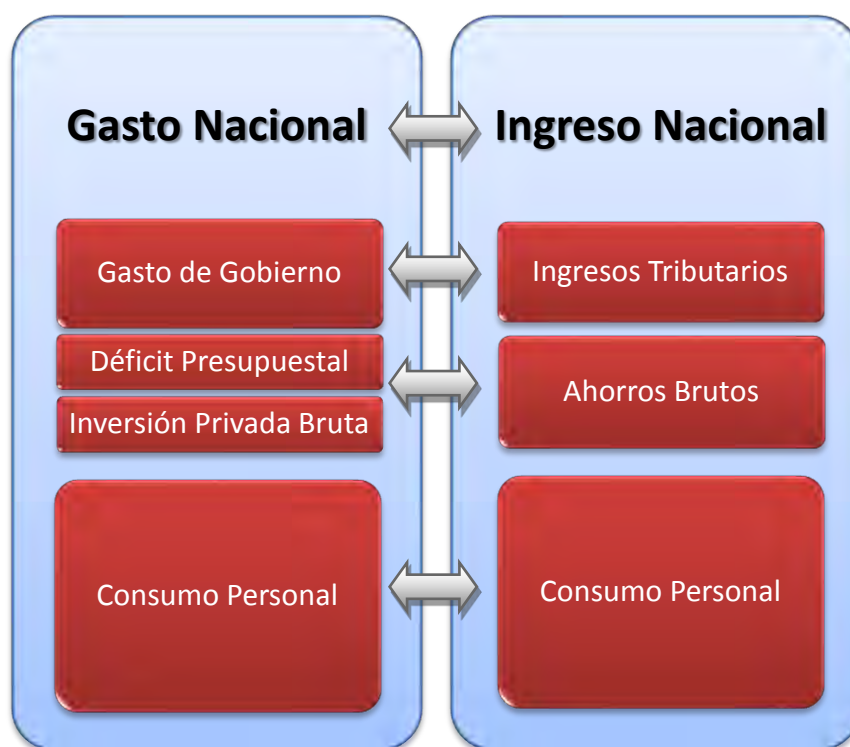 Gasto Nacional
Ingreso Nacional
Gasto de Gobierno
Ingresos Tributarios
Déficit Presupuestal
Ahorros Brutos
Inversión Privada Bruta
Consumo Personal
Consumo Personal